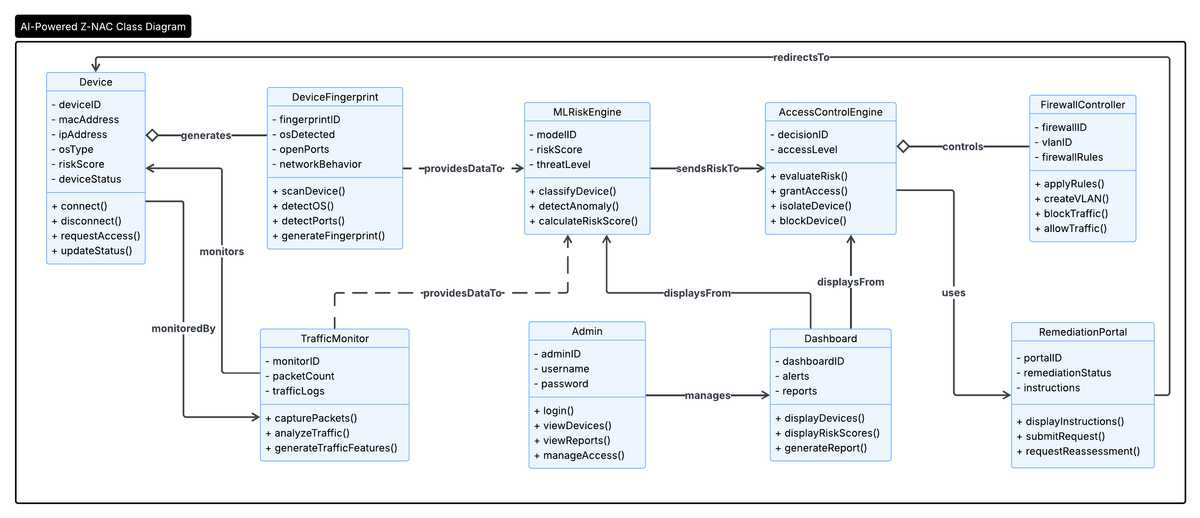 AI-Powered Z-NAC Class Diagram
redirectsTo
Device
- deviceID
- macAddress
- ipAddress
- osType
- riskScore
- deviceStatus
+ connect()
+ disconnect()
+ requestAccess()
+ updateStatus()
generates
DeviceFingerprint
- fingerprintID
- osDetected
- openPorts
- networkBehavior
+ scanDevice()
+ detectOS()
+ detectPorts()
+ generateFingerprint()
providesDataTo
MLRiskEngine
- modelID
- riskScore
- threatLevel
+ classifyDevice()
+ detectAnomaly()
+ calculateRiskScore()
sendsRiskTo
AccessControlEngine
- decisionID
- accessLevel
+ evaluateRisk()
+ grantAccess()
+ isolateDevice()
+ blockDevice()
controls
FirewallController
- firewallID
- vlanID
- firewallRules
+ applyRules()
+ createVLAN()
+ blockTraffic()
+ allowTraffic()
monitors
monitoredBy
providesDataTo
displaysFrom
displaysFrom
uses
TrafficMonitor
- monitorID
- packetCount
- trafficLogs
+ capturePackets()
+ analyzeTraffic()
+ generateTrafficFeatures()
Admin
- adminID
- username
- password
+ login()
+ viewDevices()
+ viewReports()
+ manageAccess()
manages
Dashboard
- dashboardID
- alerts
- reports
+ displayDevices()
+ displayRiskScores()
+ generateReport()
RemediationPortal
- portalID
- remediationStatus
- instructions
+ displayInstructions()
+ submitRequest()
+ requestReassessment()